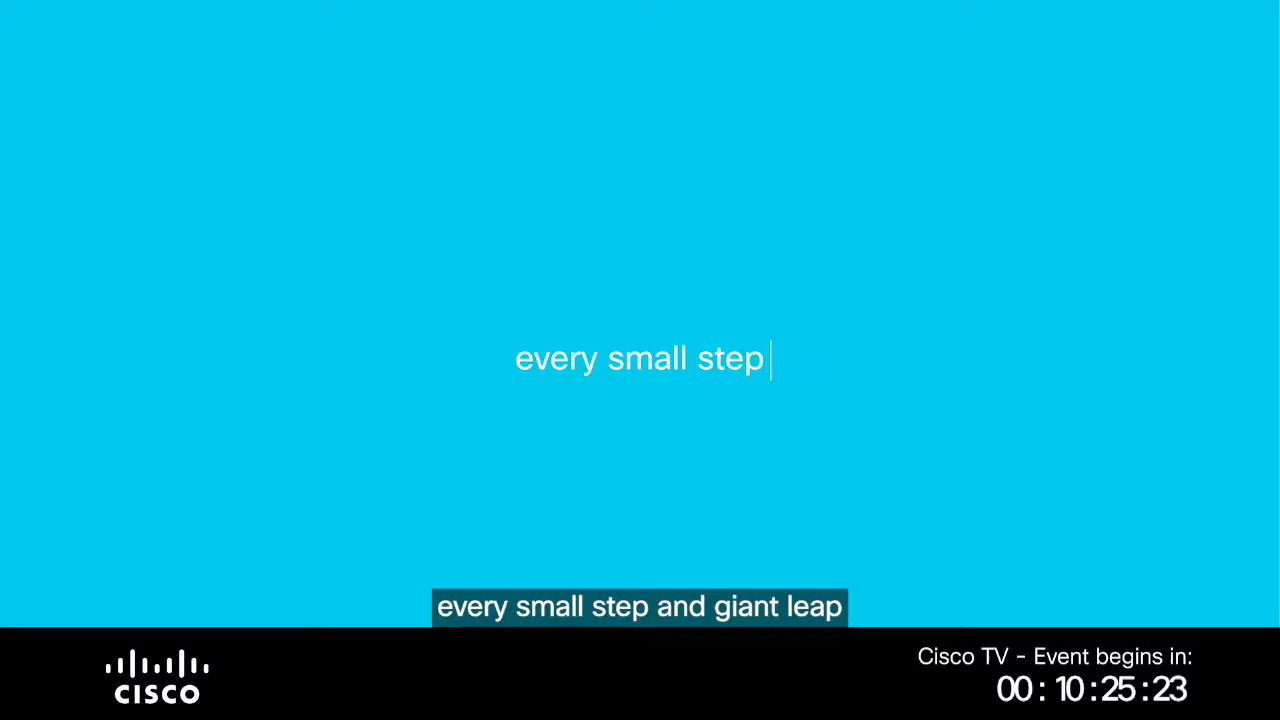 every small step
every small step and giant leap
CISCO
Cisco TV - Event begins in:
00:10:25:23